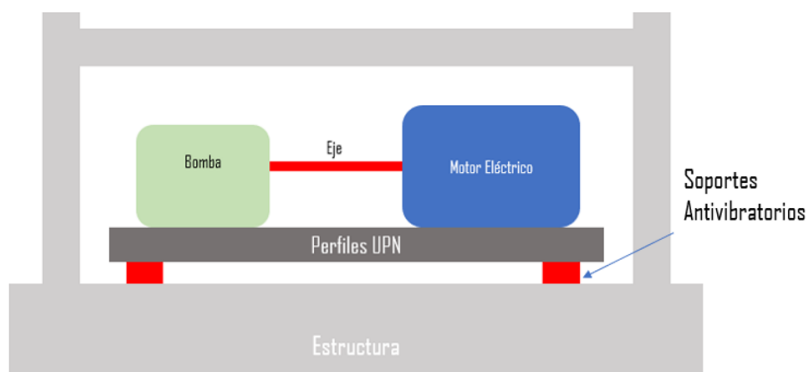 Eje
Bomba
Motor Eléctrico
Soportes
Antivibratorios
Perfiles UPN
Estructura